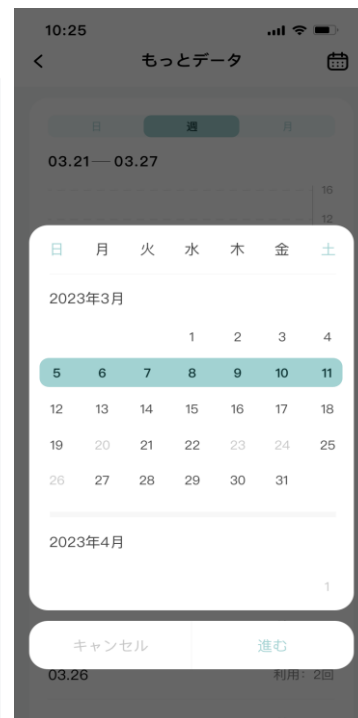 10:25
もっとデータ
日 週 月
03.21—03.27
16
12
日 月 火 水 木 金 土
2023年3月
1 2 3 4
5 6 7 8 9 10 11
12 13 14 15 16 17 18
19 20 21 22 23 24 25
26 27 28 29 30 31
2023年4月
1
キャンセル 進む
03.26 利用: 2回